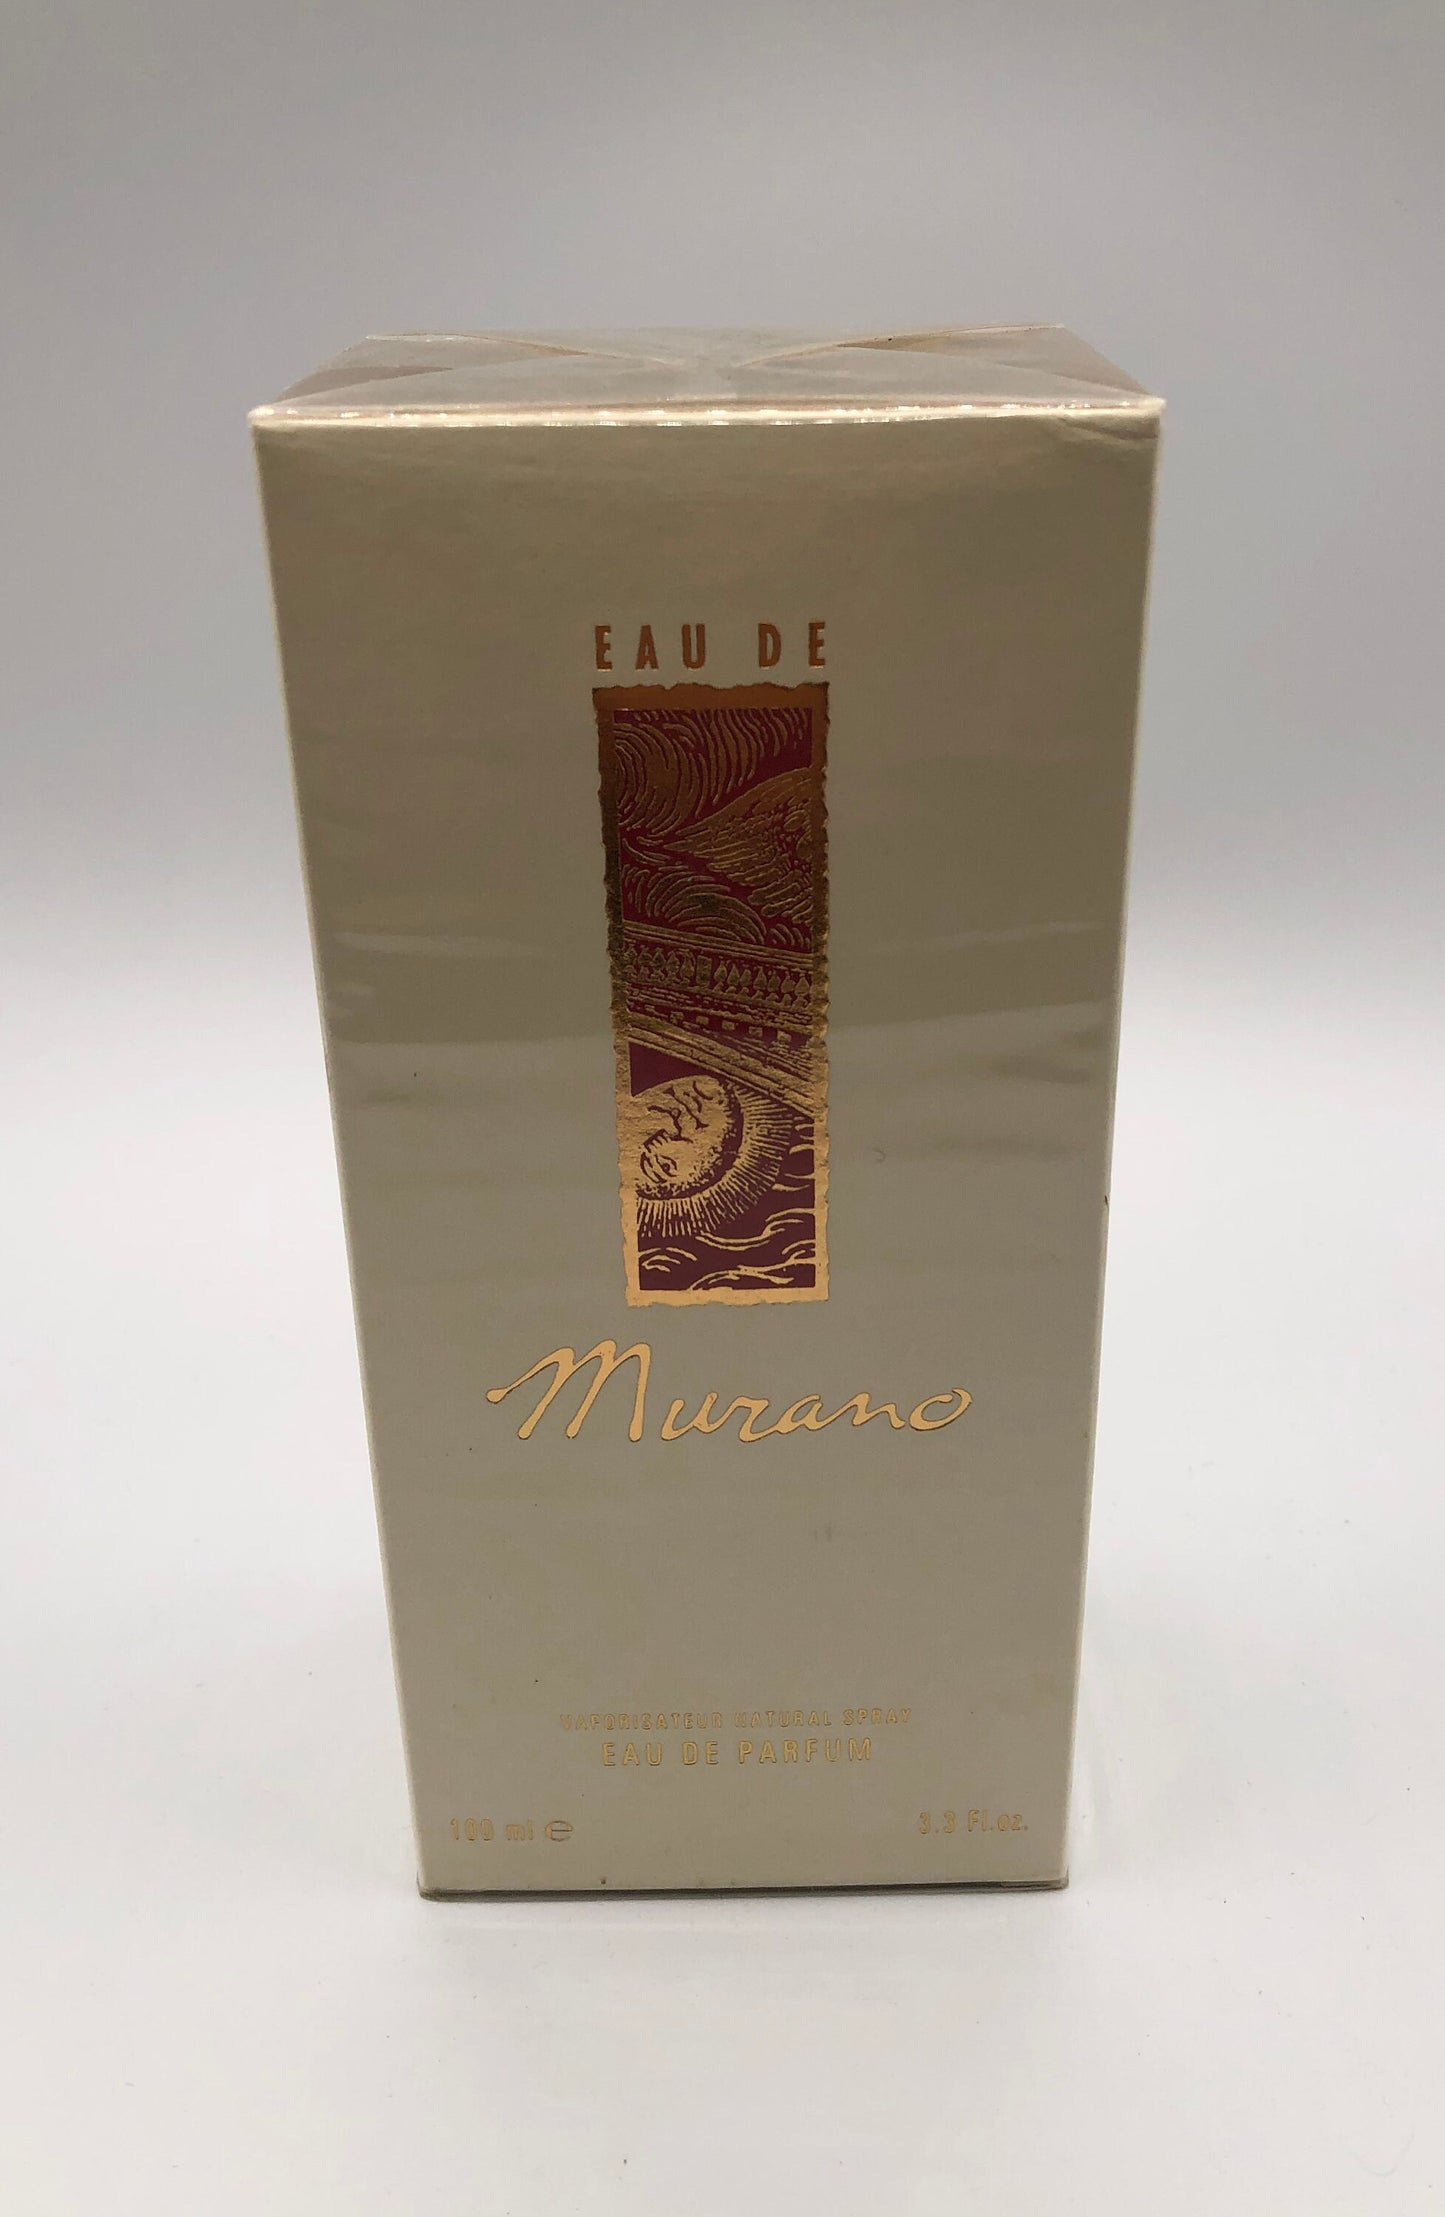 EAU DE
Murano
VAPORISATEUR NATURAL SPRAY
EAU DE PARFUM
100 ml ℮
3.3 Fl.oz.